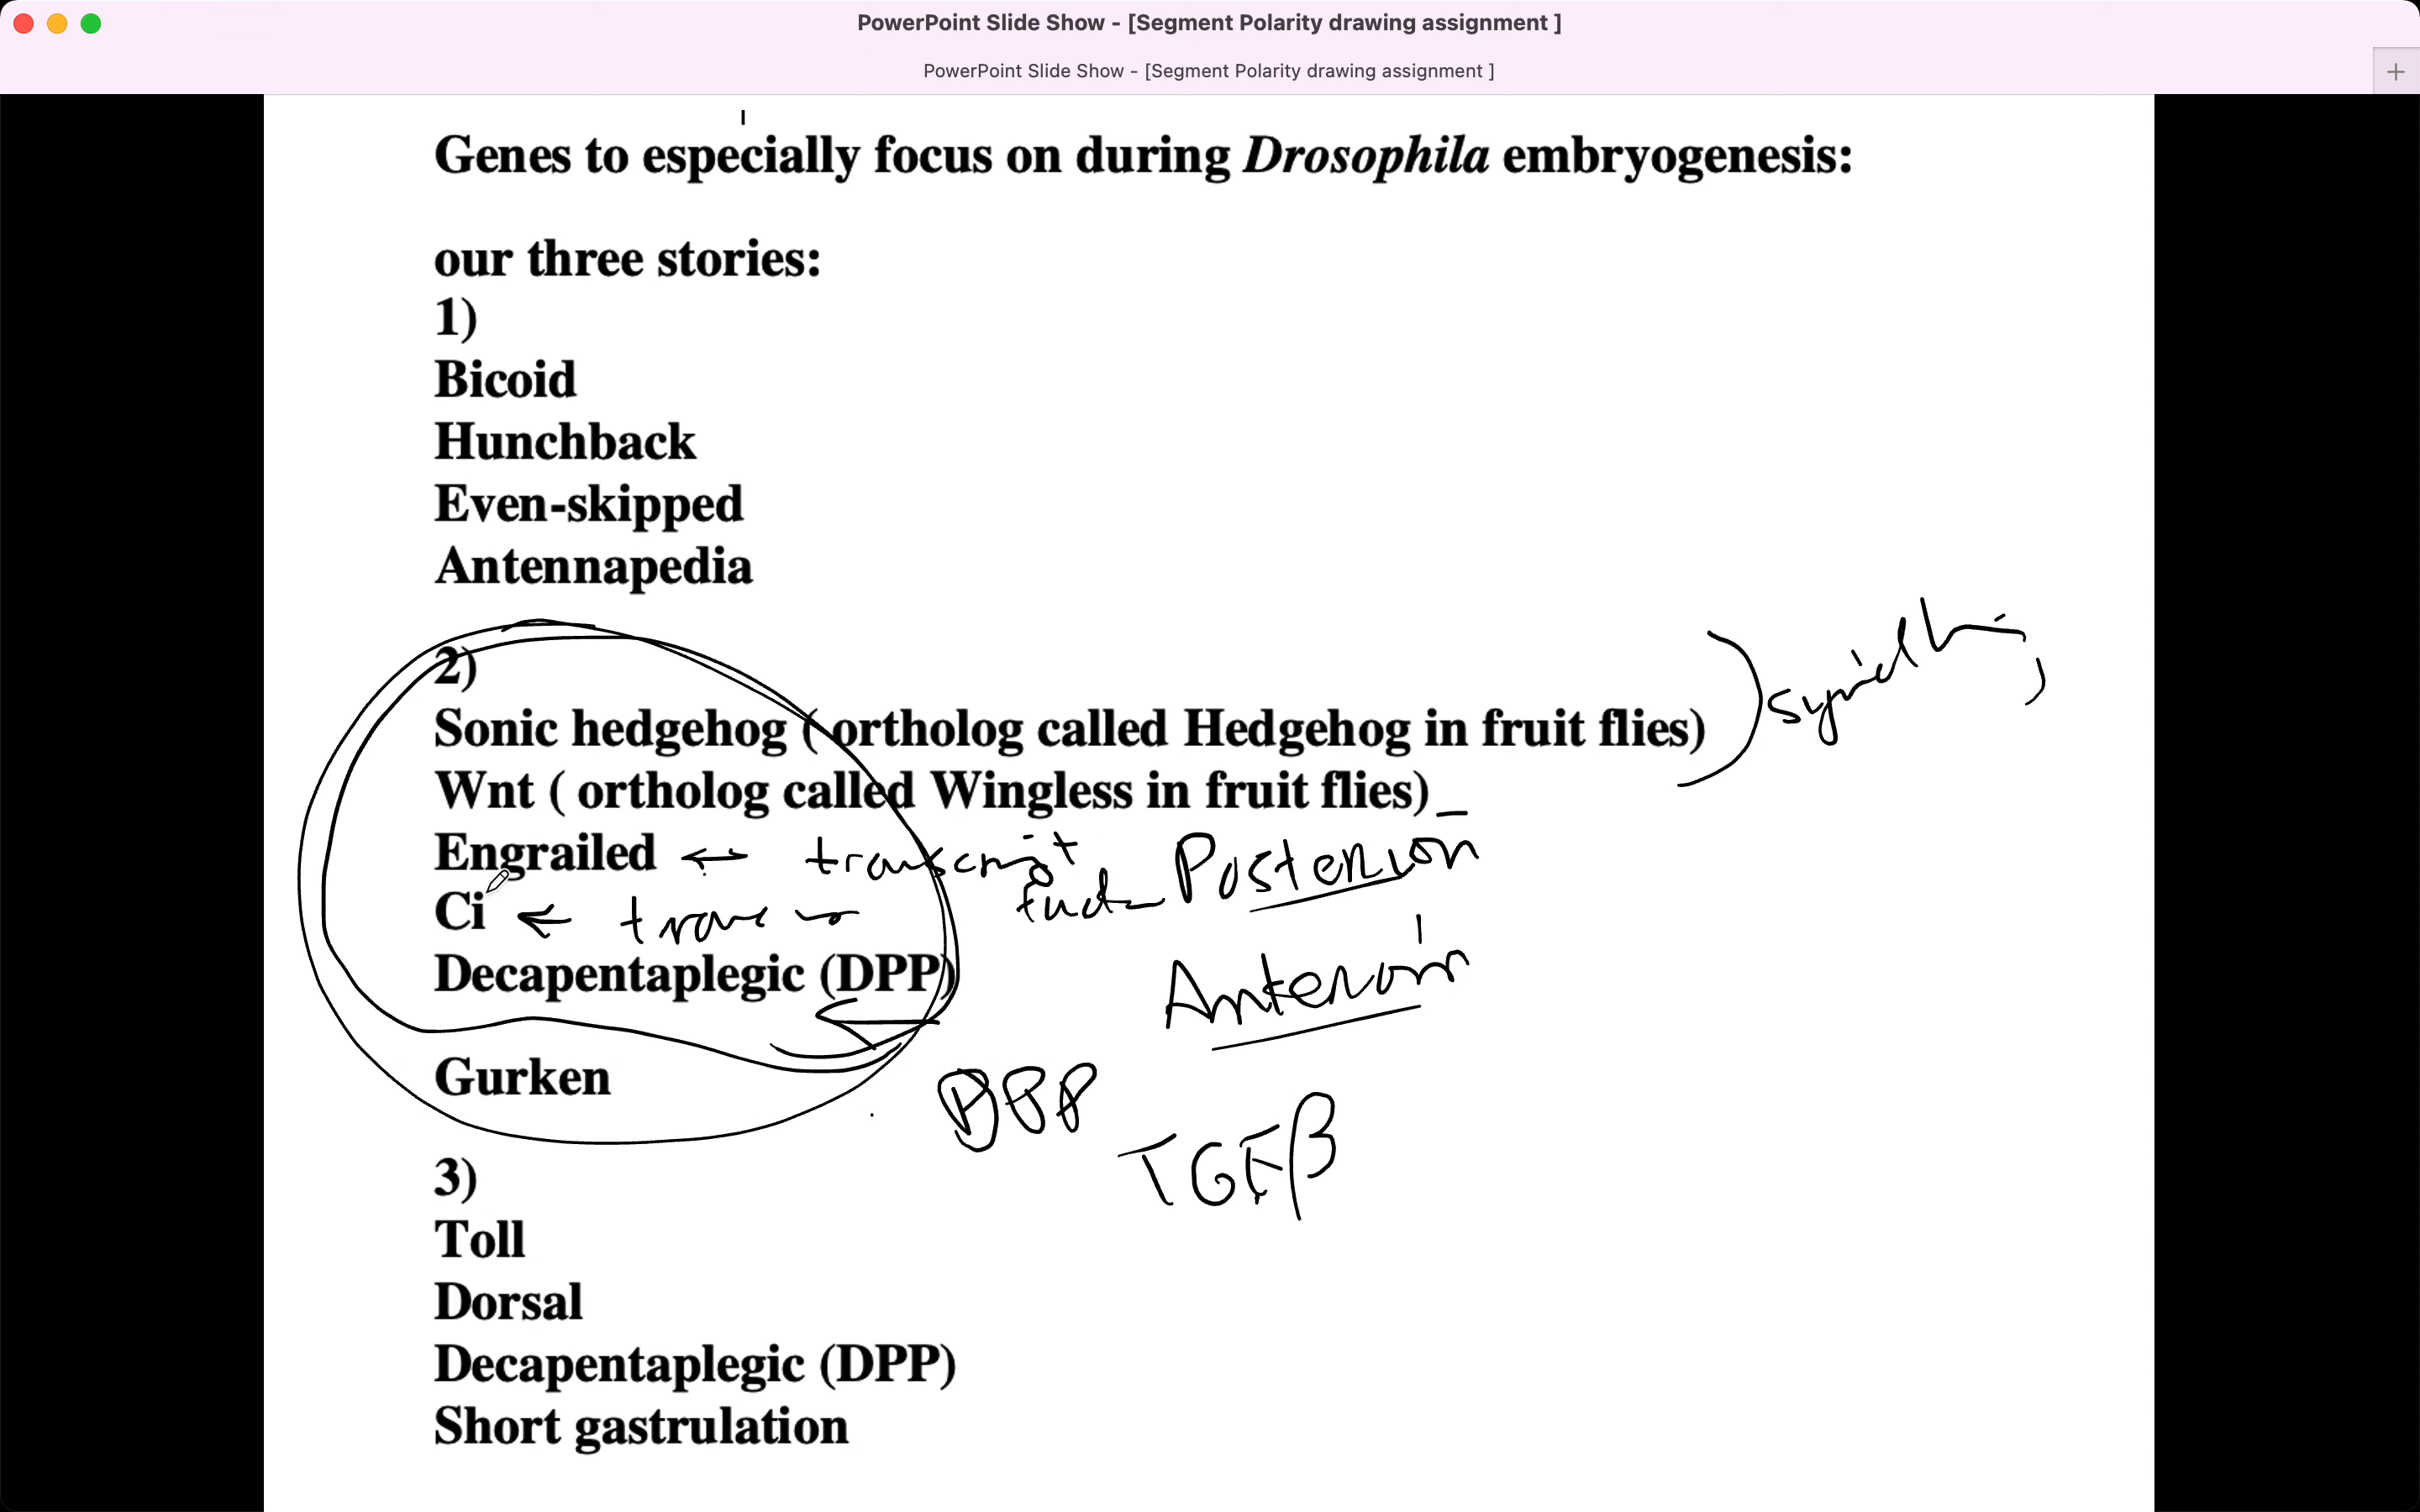 PowerPoint Slide Show - [Segment Polarity drawing assignment ]
PowerPoint Slide Show - [Segment Polarity drawing assignment ]
Genes to especially focus on during Drosophila embryogenesis:
our three stories:
1)
Bicoid
Hunchback
Even-skipped
Antennapedia
2)
Sonic hedgehog ( ortholog called Hedgehog in fruit flies)
Wnt ( ortholog called Wingless in fruit flies)
Engrailed
Ci
Decapentaplegic (DPP)
Anterior
Gurken
DPP
TGFβ
3)
Toll
Dorsal
Decapentaplegic (DPP)
Short gastrulation